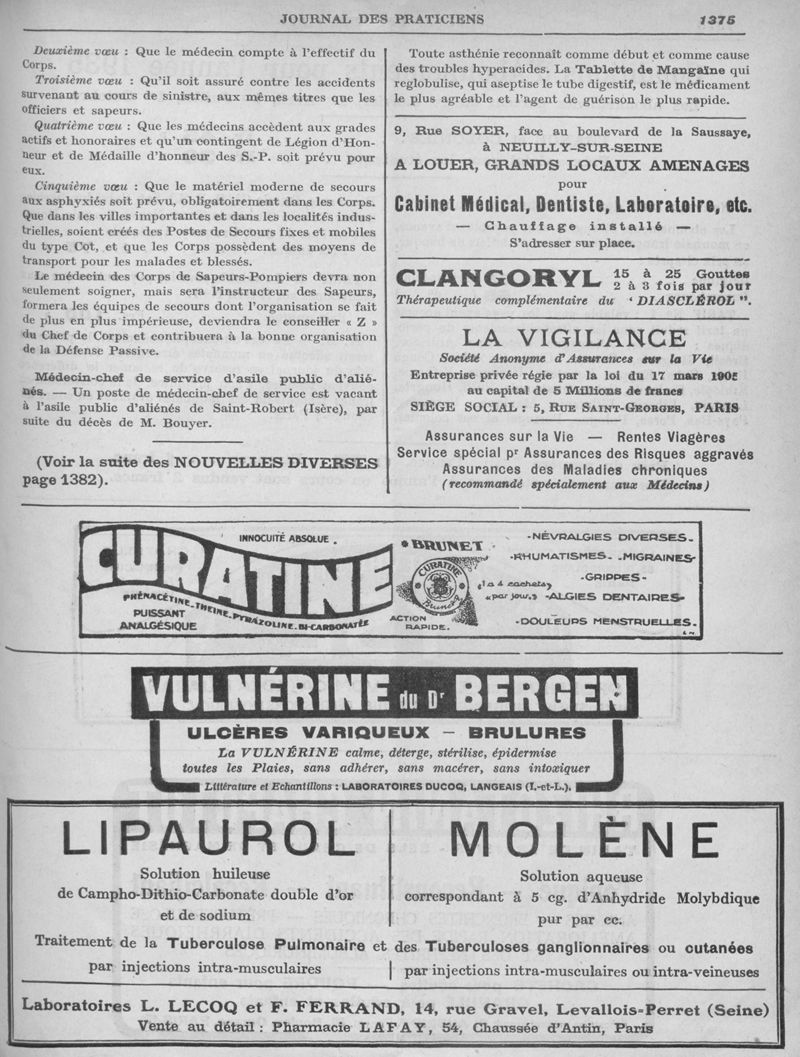 JOURNAL DES PRATICIENS 1375
Deuxième vœu : Que le médecin compte à l'effectif du
Corps.
Troisième vœu : Qu'il soit assuré contre les accidents
survenant au cours de sinistre, aux mêmes titres que les
officiers et sapeurs.
Quatrième vœu : Que les médecins accèdent aux grades
actifs et honoraires et qu'un contingent de Légion d'Hon-
neur et de Médaille d'honneur des S.-P. soit prévu pour
eux.
Cinquième vœu : Que le matériel moderne de secours
aux asphyxiés soit prévu, obligatoirement dans les Corps.
Que dans les villes importantes et dans les localités indus-
trielles, soient créés des Postes de Secours fixes et mobiles
du type Cot, et que les Corps possèdent des moyens de
transport pour les malades et blessés.
Le médecin des Corps de Sapeurs-Pompiers devra non
seulement soigner, mais sera l'instructeur des Sapeurs,
formera les équipes de secours dont l'organisation se fait
de plus en plus impérieuse, deviendra le conseiller « Z »
du Chef de Corps et contribuera à la bonne organisation
de la Défense Passive.
Médecin-chef de service d'asile public d'alié-
nés. — Un poste de médecin-chef de service est vacant
à l'asile public d'aliénés de Saint-Robert (Isère), par
suite du décès de M. Bouyer.
(Voir la suite des NOUVELLES DIVERSES
page 1382).
Toute asthénie reconnaît comme début et comme cause
des troubles hyperacides. La Tablette de Mangaïne qui
reglobulise, qui aseptise le tube digestif, est le médicament
le plus agréable et l'agent de guérison le plus rapide.
9, Rue SOYER, face au boulevard de la Saussaye,
à NEUILLY-SUR-SEINE
A LOUER, GRANDS LOCAUX AMENAGES
pour
Cabinet Médical, Dentiste, Laboratoire, etc.
— Chauffage installé —
S'adresser sur place.
CLANGORYL 15 à 25 Gouttes
2 à 3 fois par jour
Thérapeutique complémentaire du ‘ DIASCLÉROL ".
LA VIGILANCE
Société Anonyme d'Assurances sur la Vie
Entreprise privée régie par la loi du 17 mars 1905
au capital de 5 Millions de francs
SIÈGE SOCIAL : 5, RUE SAINT-GEORGES, PARIS
Assurances sur la Vie — Rentes Viagères
Service spécial pr Assurances des Risques aggravés
Assurances des Maladies chroniques
(recommandé spécialement aux Médecins)
INNOCUITÉ ABSOLUE.
CURATINE
PHÉNACÉTINE-THEINE-PYRAZOLINE-BI-CARBONATÉE
PUISSANT
ANALGÉSIQUE
BRUNET
CURATINE
Brunet
«1 à 4 cachets»
«par jour.»
ACTION
RAPIDE.
-NÉVRALGIES DIVERSES-
-RHUMATISMES- -MIGRAINES-
-GRIPPES-
-ALGIES DENTAIRES-
-DOULEURS MENSTRUELLES-
VULNÉRINE du Dr BERGEN
ULCÈRES VARIQUEUX – BRULURES
La VULNÉRINE calme, déterge, stérilise, épidermise
toutes les Plaies, sans adhérer, sans macérer, sans intoxiquer
Littérature et Echantillons : LABORATOIRES DUCOQ, LANGEAIS (I.-et-L.).
LIPAUROL
Solution huileuse
de Campho-Dithio-Carbonate double d'or
et de sodium
MOLÈNE
Solution aqueuse
correspondant à 5 cg. d'Anhydride Molybdique
pur par cc.
Traitement de la Tuberculose Pulmonaire et des Tuberculoses ganglionnaires ou cutanées
par injections intra-musculaires | par injections intra-musculaires ou intra-veineuses
Laboratoires L. LECOQ et F. FERRAND, 14, rue Gravel, Levallois-Perret (Seine)
Vente au détail : Pharmacie LAFAY, 54, Chaussée d'Antin, Paris